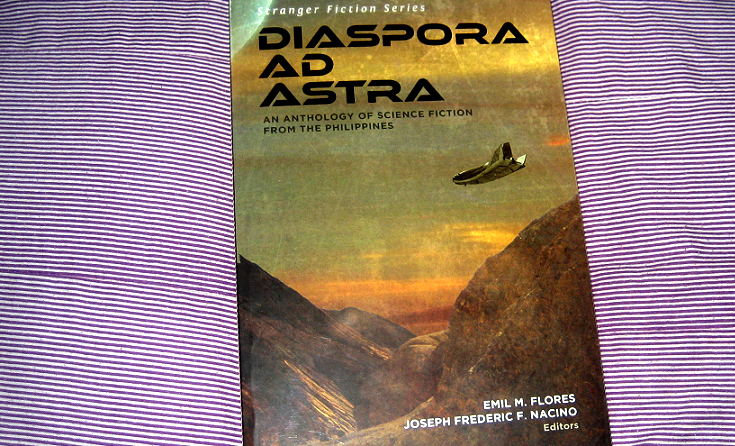 Stranger Fiction Series
DIASPORA
AD
ASTRA
AN ANTHOLOGY OF SCIENCE FICTION
FROM THE PHILIPPINES
EMIL M. FLORES
JOSEPH FREDERIC F. NACINO
Editors